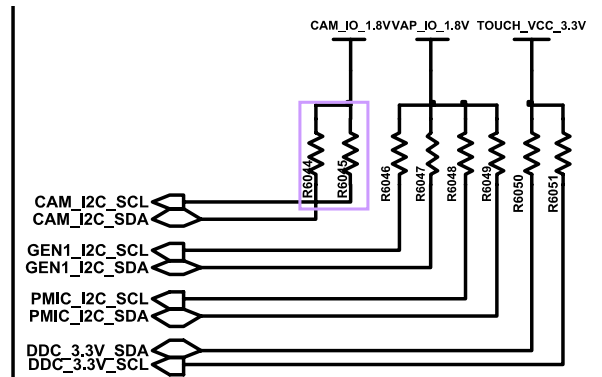 CAM_IO_1.8V VAP_IO_1.8V TOUCH_VCC_3.3V
R6044 R6045 R6046 R6047 R6048 R6049 R6050 R6051
CAM_I2C_SCL
CAM_I2C_SDA
GEN1_I2C_SCL
GEN1_I2C_SDA
PMIC_I2C_SCL
PMIC_I2C_SDA
DDC_3.3V_SDA
DDC_3.3V_SCL